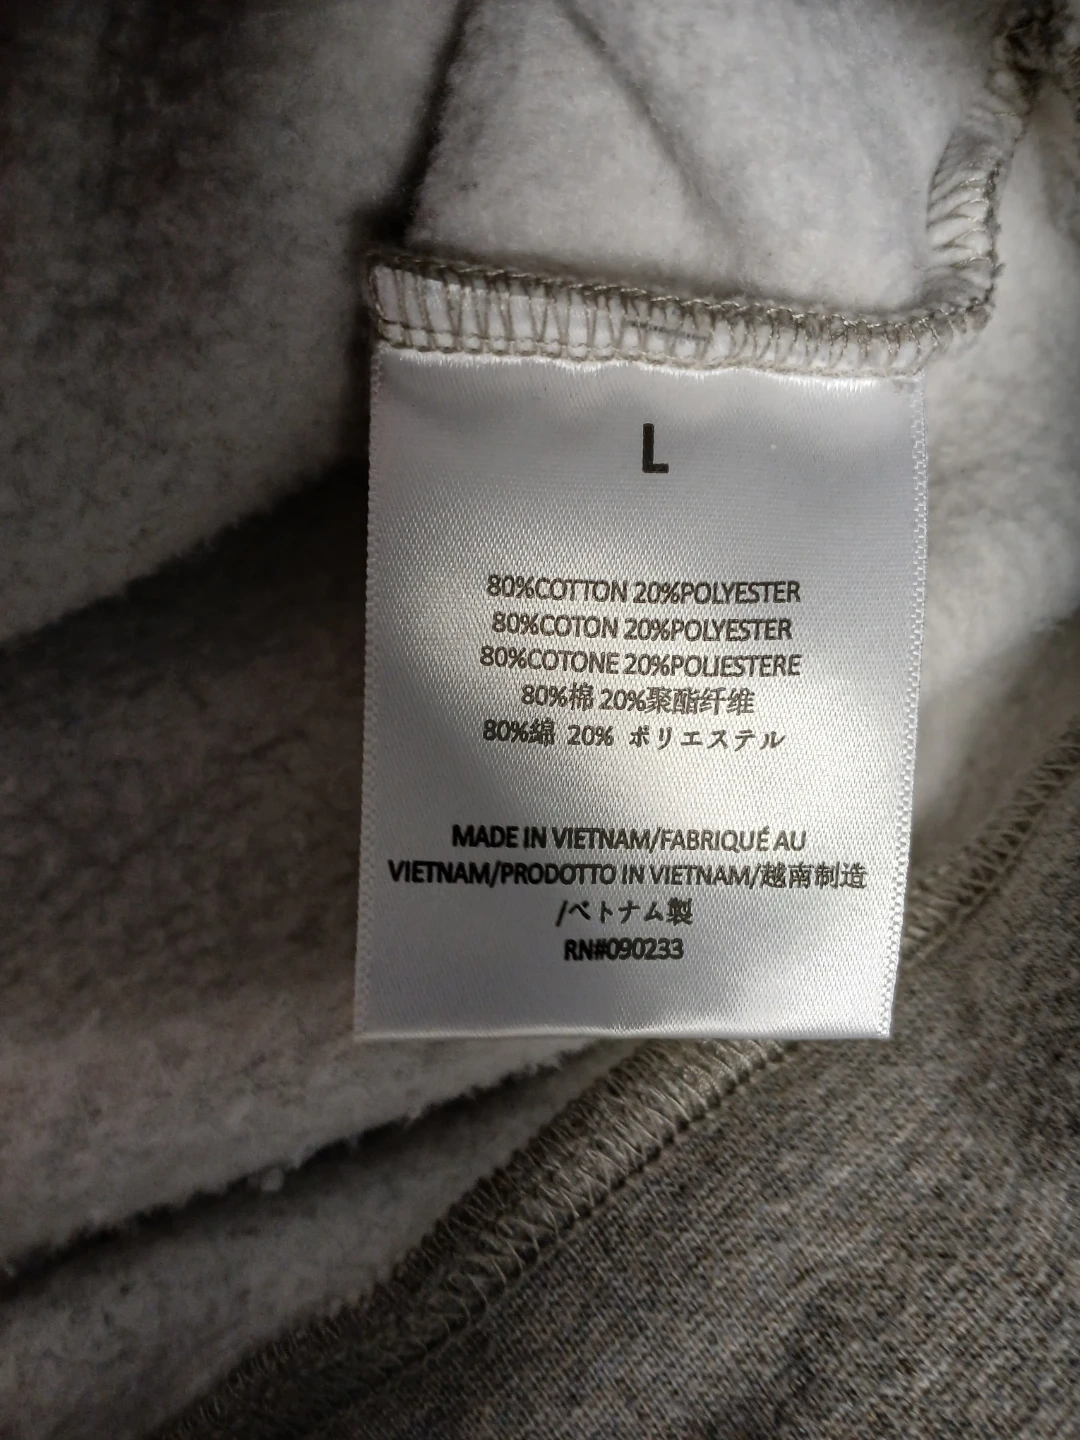 L
80%COTTON 20%POLYESTER
80%COTON 20%POLYESTER
80%COTONE 20%POLIESTERE
80%棉 20%聚酯纤维
80%綿 20% ポリエステル
MADE IN VIETNAM/FABRIQUÉ AU
VIETNAM/PRODOTTO IN VIETNAM/越南制造
/ベトナム製
RN#090233